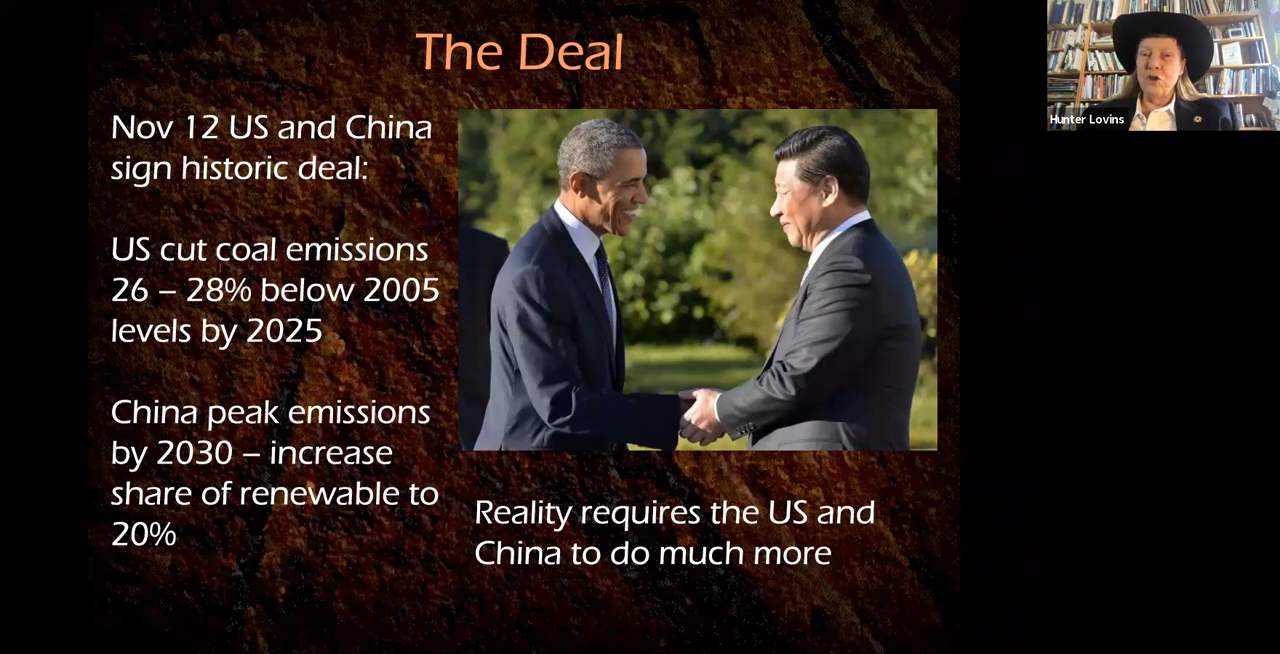 The Deal
Nov 12 US and China
sign historic deal:
US cut coal emissions
26 – 28% below 2005
levels by 2025
China peak emissions
by 2030 – increase
share of renewable to
20%
Reality requires the US and
China to do much more
Hunter Lovins